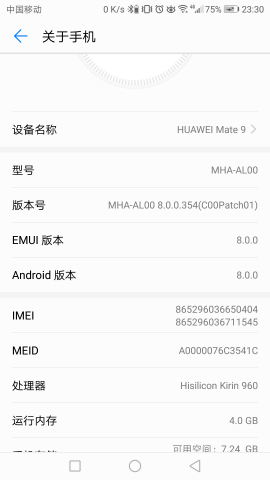 中国移动 0 K/s 75% 23:30
关于手机
设备名称 HUAWEI Mate 9
型号 MHA-AL00
版本号 MHA-AL00 8.0.0.354(C00Patch01)
EMUI 版本 8.0.0
Android 版本 8.0.0
IMEI 865296036650404
865296036711545
MEID A0000076C3541C
处理器 Hisilicon Kirin 960
运行内存 4.0 GB
可用空间：7.24 GB